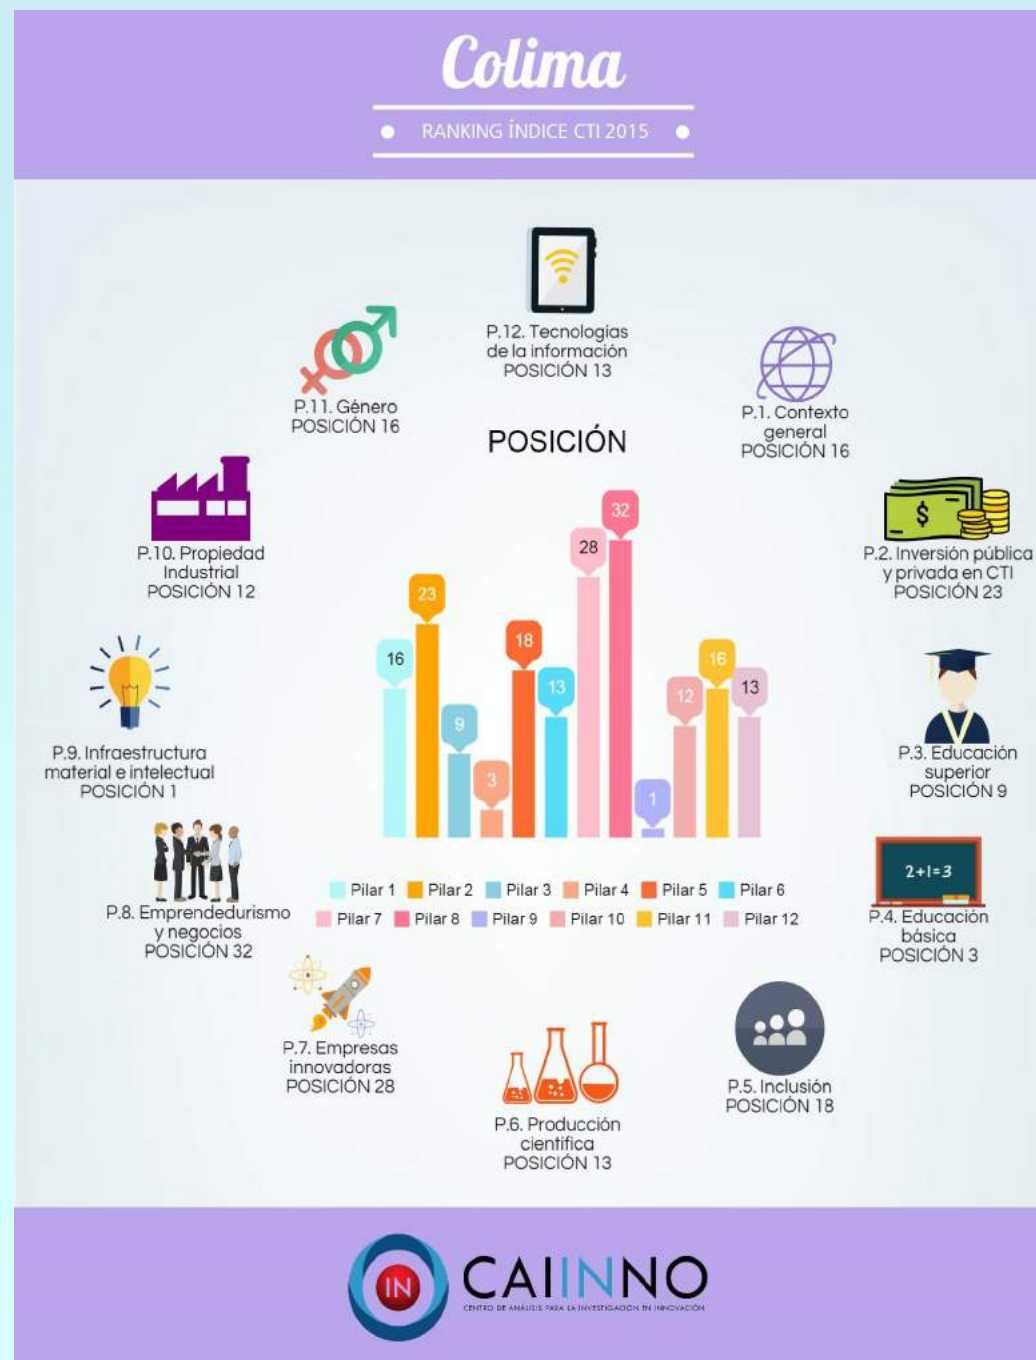 Colima
RANKING ÍNDICE CTI 2015
P.12. Tecnologías
de la información
POSICIÓN 13
P.11. Género
POSICIÓN 16
P.1. Contexto
general
POSICIÓN 16
POSICIÓN
P.10. Propiedad
Industrial
POSICIÓN 12
$
P.2. Inversión pública
y privada en CTI
POSICIÓN 23
16
23
9
3
18
13
28
32
1
12
16
13
P.9. Infraestructura
material e intelectual
POSICIÓN 1
P.3. Educación
superior
POSICIÓN 9
P.8. Emprendedurismo
y negocios
POSICIÓN 32
Pilar 1 Pilar 2 Pilar 3 Pilar 4 Pilar 5 Pilar 6
Pilar 7 Pilar 8 Pilar 9 Pilar 10 Pilar 11 Pilar 12
2+1=3
P.4. Educación
básica
POSICIÓN 3
P.7. Empresas
innovadoras
POSICIÓN 28
P.6. Producción
científica
POSICIÓN 13
P.5. Inclusión
POSICIÓN 18
IN
CAIINNO
CENTRO DE ANÁLISIS PARA LA INVESTIGACIÓN EN INNOVACIÓN